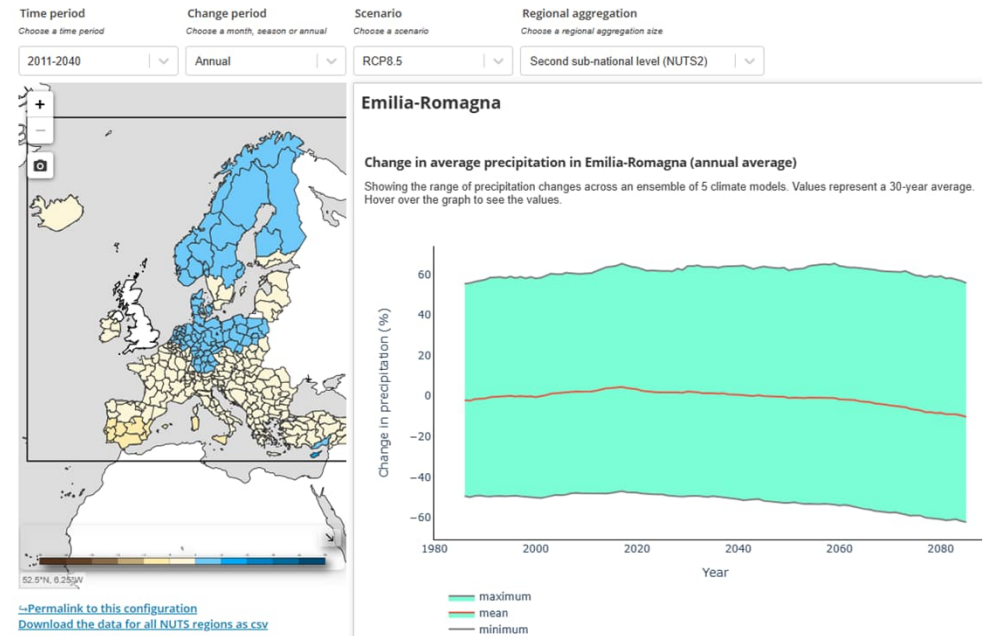 Time period
Choose a time period
2011-2040
Change period
Choose a month, season or annual
Annual
Scenario
Choose a scenario
RCP8.5
Regional aggregation
Choose a regional aggregation size
Second sub-national level (NUTS2)
+
−
52.5°N, 6.25°W
↪Permalink to this configuration
Download the data for all NUTS regions as csv
Emilia-Romagna
Change in average precipitation in Emilia-Romagna (annual average)
Showing the range of precipitation changes across an ensemble of 5 climate models. Values represent a 30-year average.
Hover over the graph to see the values.
Change in precipitation (%)
60
40
20
0
−20
−40
−60
1980
2000
2020
2040
2060
2080
Year
maximum
mean
minimum